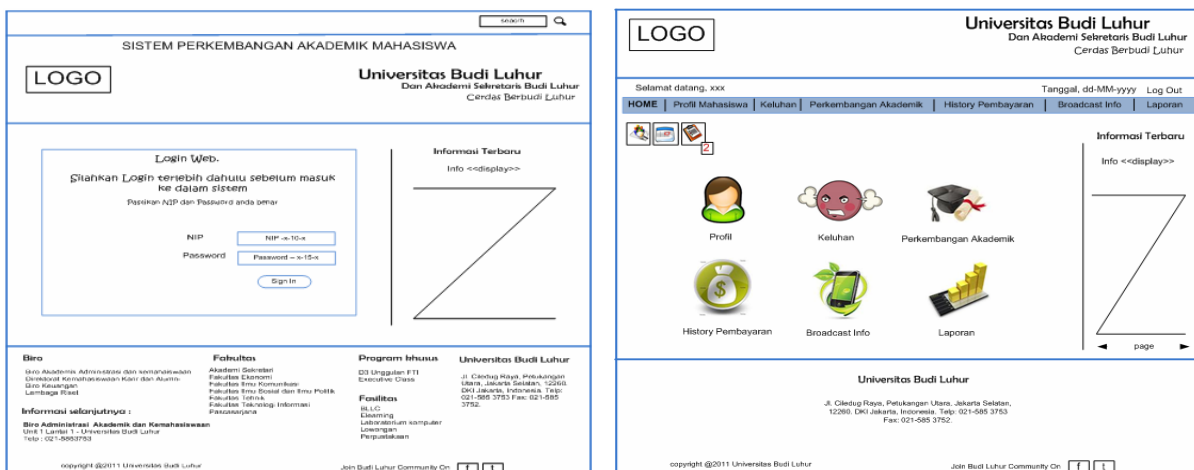 search
SISTEM PERKEMBANGAN AKADEMIK MAHASISWA
LOGO
Universitas Budi Luhur
Dan Akademi Sekretaris Budi Luhur
Cerdas Berbudi Luhur
Login Web.
Silahkan Login terlebih dahulu sebelum masuk
ke dalam sistem
Pastikan NIP dan Password anda benar
NIP
NIP -x-10-x
Password
Password – x-15-x
Sign In
Informasi Terbaru
Info <<display>>
Biro
Biro Akademik Administrasi dan kemahasiswaan
Direktorat Kemahasiswaan Karir dan Alumni
Biro Keuangan
Lembaga Riset
Informasi selanjutnya :
Biro Administrasi Akademik dan Kemahasiswaan
Unit 1 Lantai 1 - Universitas Budi Luhur
Telp : 021-5853753
Fakultas
Akademi Sekretari
Fakultas Ekonomi
Fakultas Ilmu Komunikasi
Fakultas Ilmu Sosial dan Ilmu Politik
Fakultas Tehnik
Fakultas Teknologi Informasi
Pascasarjana
Program khusus
D3 Unggulan FTI
Executive Class
Fasilitas
BLLC
Elearning
Laboratorium komputer
Lowongan
Perpustakaan
Universitas Budi Luhur
Jl. Ciledug Raya, Petukangan
Utara, Jakarta Selatan, 12260.
DKI Jakarta, Indonesia. Telp:
021-585 3753 Fax: 021-585
3752.
copyright @2011 Universitas Budi Luhur
Join Budi Luhur Community On f t
LOGO
Universitas Budi Luhur
Dan Akademi Sekretaris Budi Luhur
Cerdas Berbudi Luhur
Selamat datang, xxx
Tanggal, dd-MM-yyyy Log Out
HOME Profil Mahasiswa Keluhan Perkembangan Akademik History Pembayaran Broadcast Info Laporan
2
Informasi Terbaru
Info <<display>>
Profil
Keluhan
Perkembangan Akademik
$
History Pembayaran
Broadcast Info
Laporan
page
Universitas Budi Luhur
Jl. Ciledug Raya, Petukangan Utara, Jakarta Selatan,
12260. DKI Jakarta, Indonesia. Telp: 021-585 3753
Fax: 021-585 3752.
copyright @2011 Universitas Budi Luhur
Join Budi Luhur Community On f t